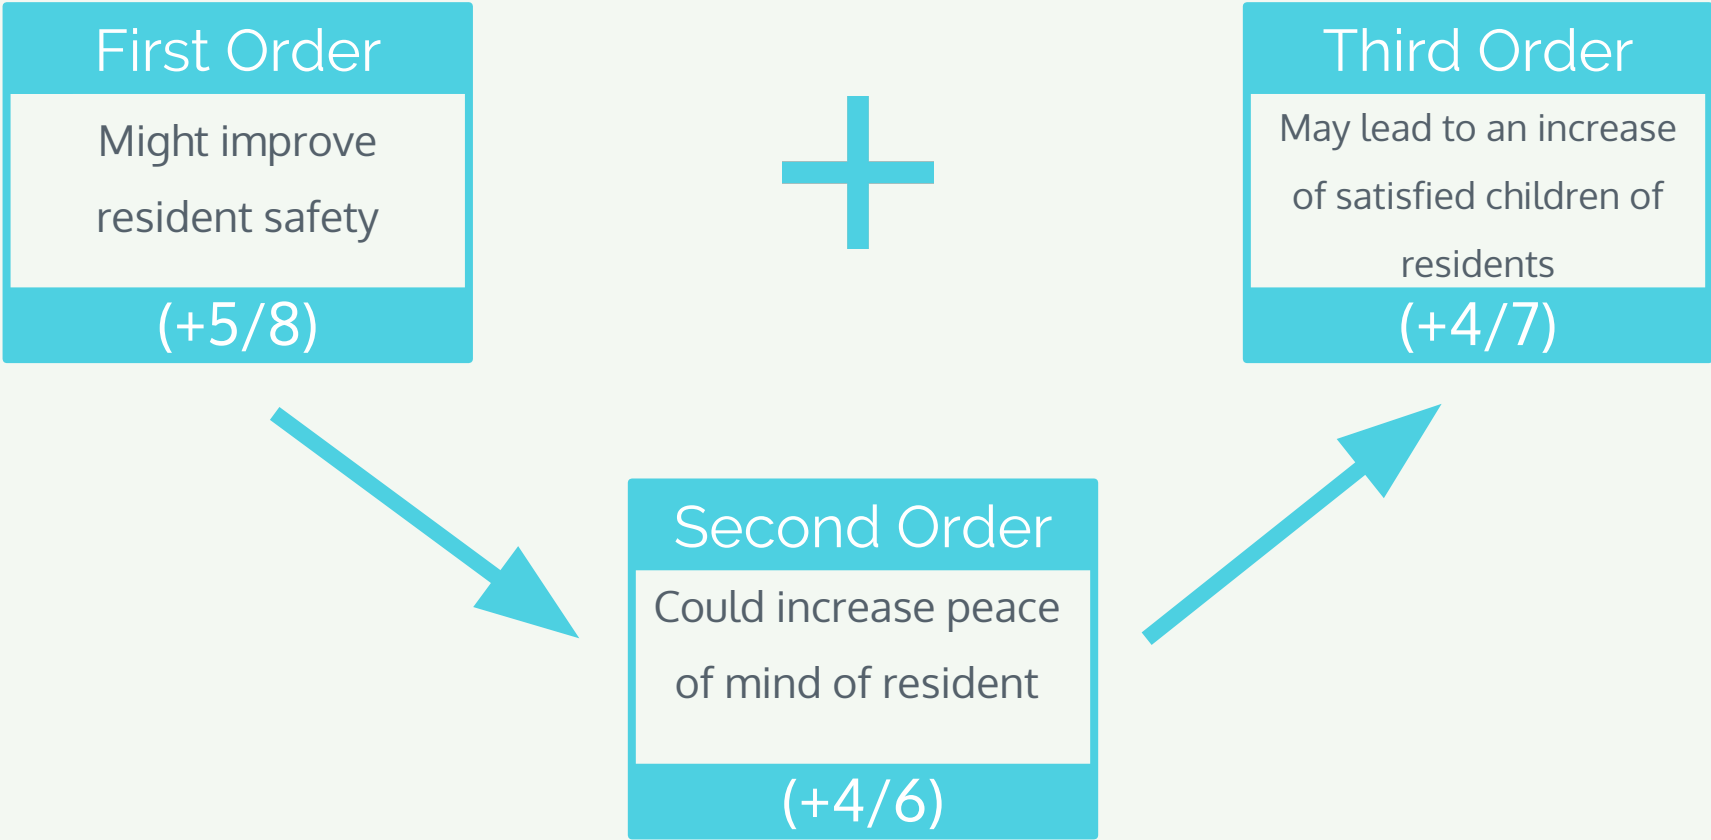 First Order
Might improve
resident safety
(+5/8)
Second Order
Could increase peace
of mind of resident
(+4/6)
Third Order
May lead to an increase
of satisfied children of
residents
(+4/7)